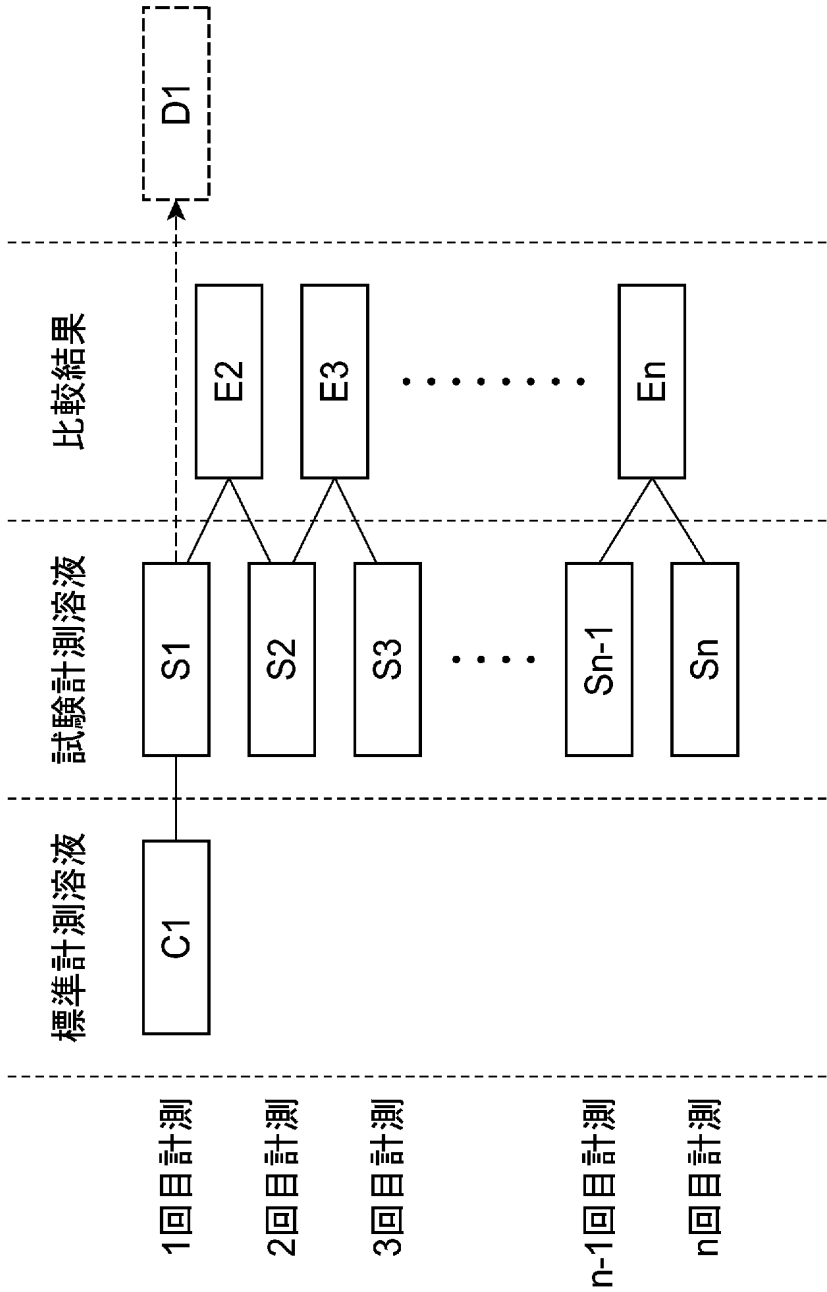 標準計測溶液
試験計測溶液
比較結果
1回目計測
C1
S1
D1
E2
2回目計測
S2
E3
3回目計測
S3
n-1回目計測
Sn-1
En
n回目計測
Sn